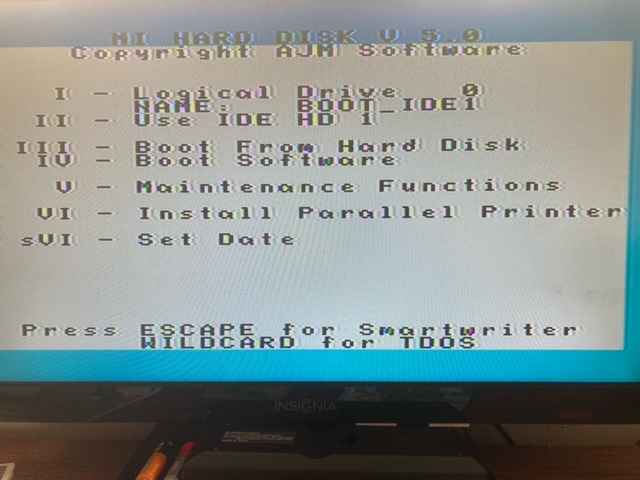 MI HARD DISK V 5.0
Copyright AJM Software
I - Logical Drive 0
NAME: BOOT_IDE1
II - Use IDE HD 1
III - Boot From Hard Disk
IV - Boot Software
V - Maintenance Functions
VI - Install Parallel Printer
sVI - Set Date
Press ESCAPE for Smartwriter
WILDCARD for TDOS
INSIGNIA